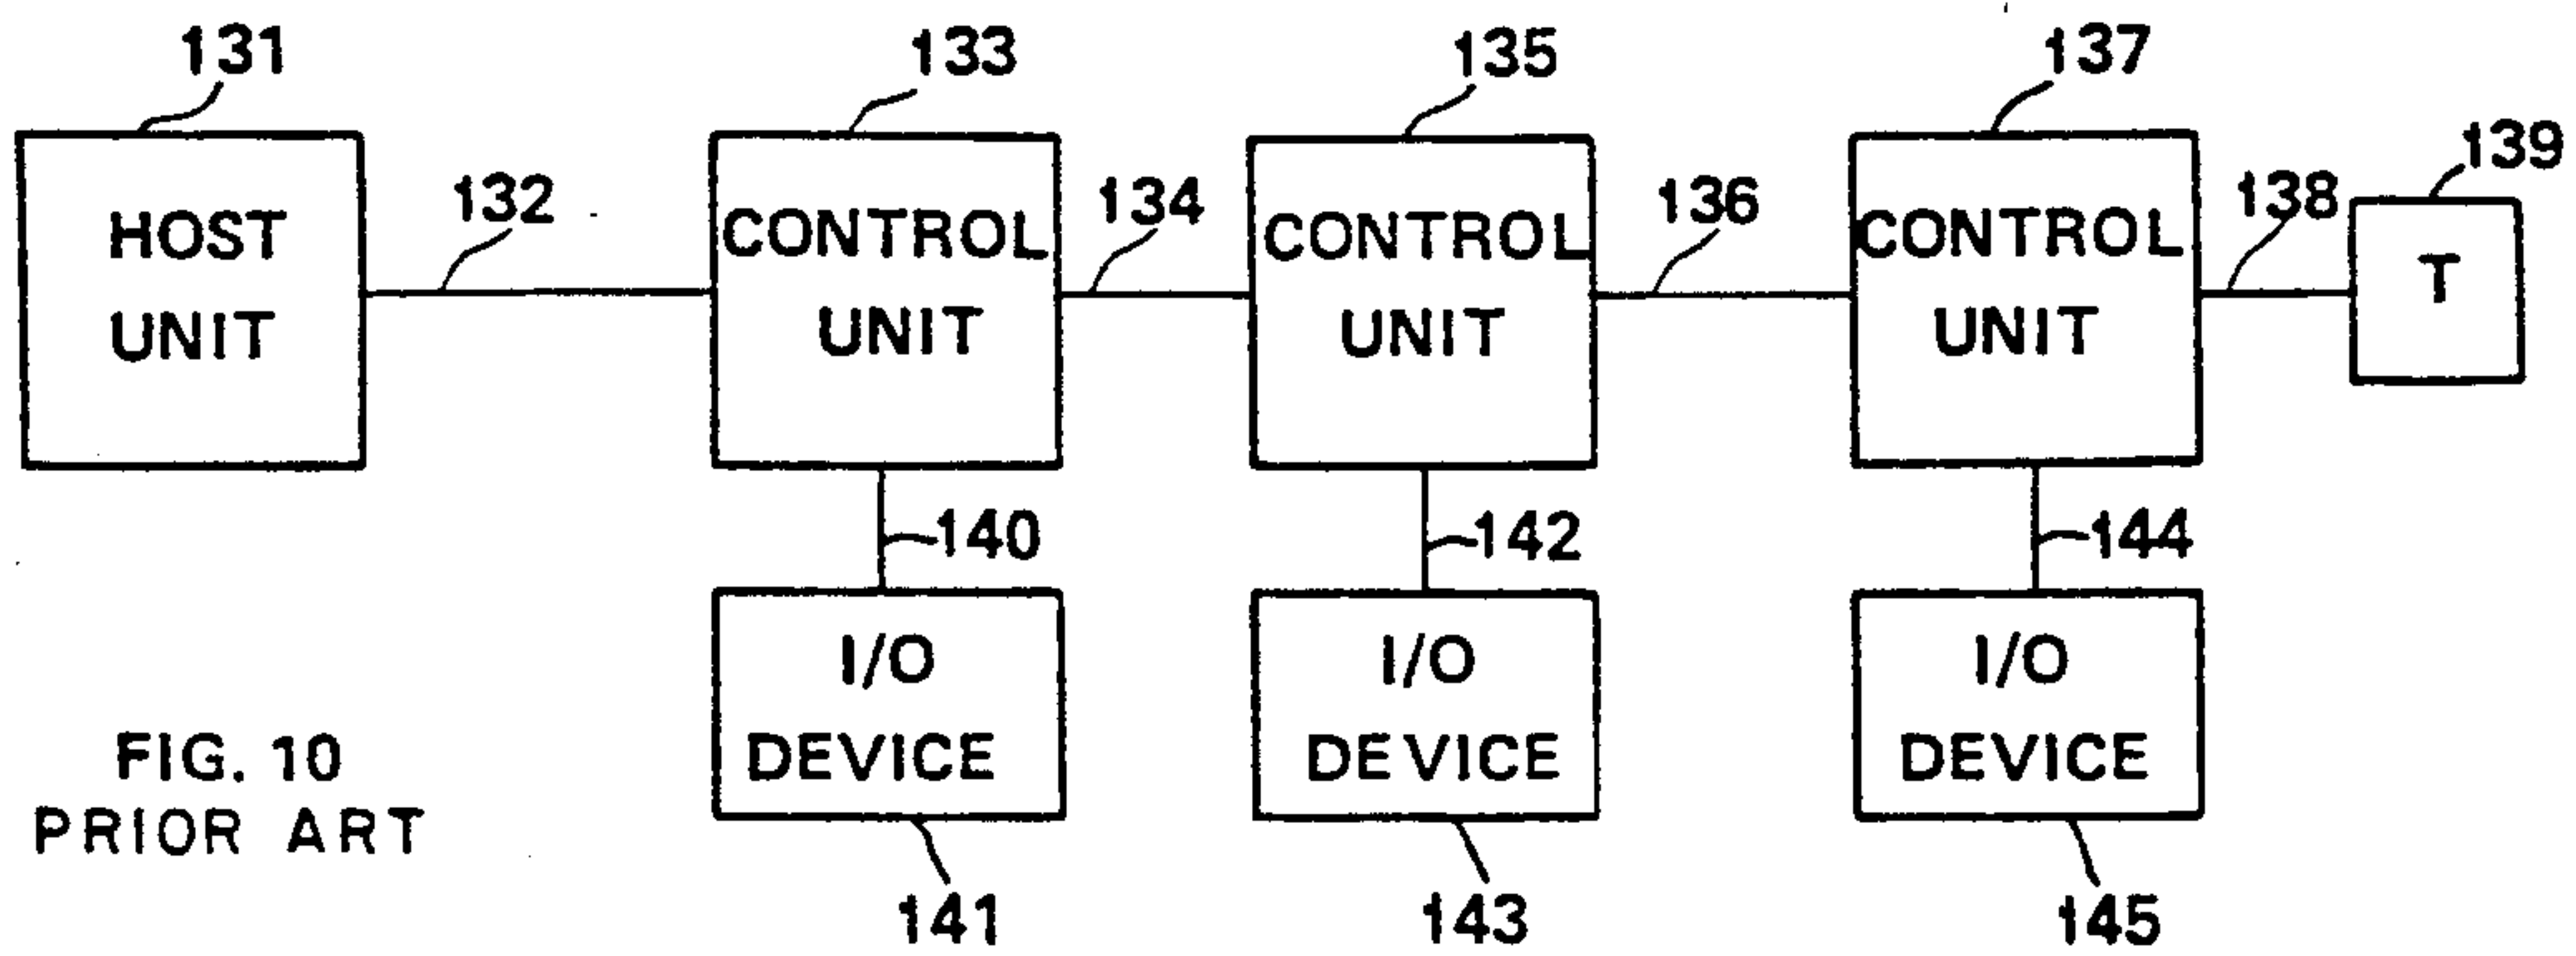 131
133
135
137
139
132
134
136
138
HOST
UNIT
CONTROL
UNIT
CONTROL
UNIT
CONTROL
UNIT
T
140
142
144
I/O
DEVICE
I/O
DEVICE
I/O
DEVICE
141
143
145
FIG. 10
PRIOR ART